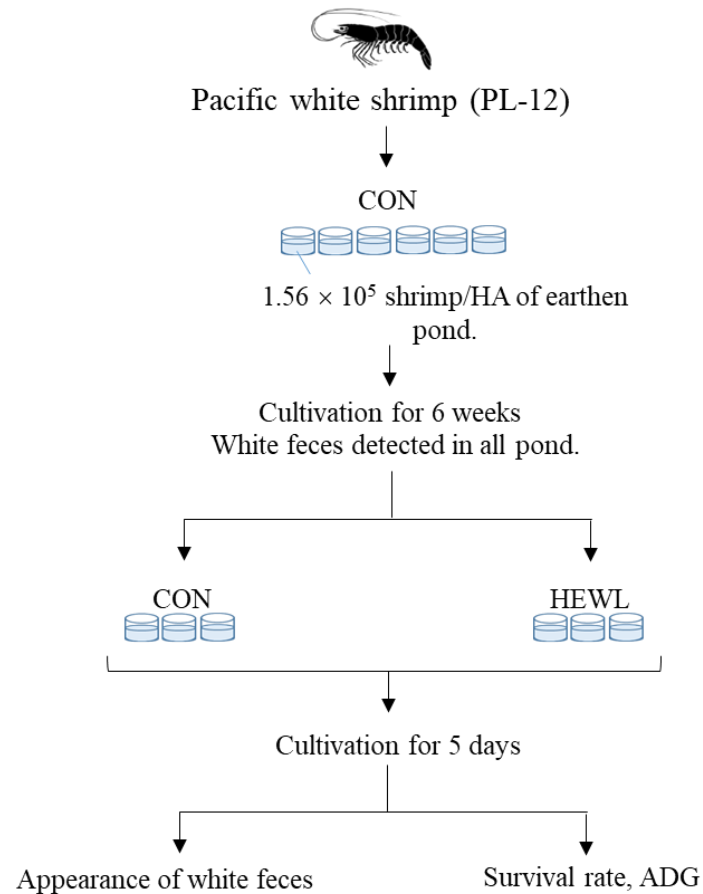 Pacific white shrimp (PL-12)
CON
1.56 × 10⁵ shrimp/HA of earthen
pond.
Cultivation for 6 weeks
White feces detected in all pond.
CON
HEWL
Cultivation for 5 days
Appearance of white feces
Survival rate, ADG